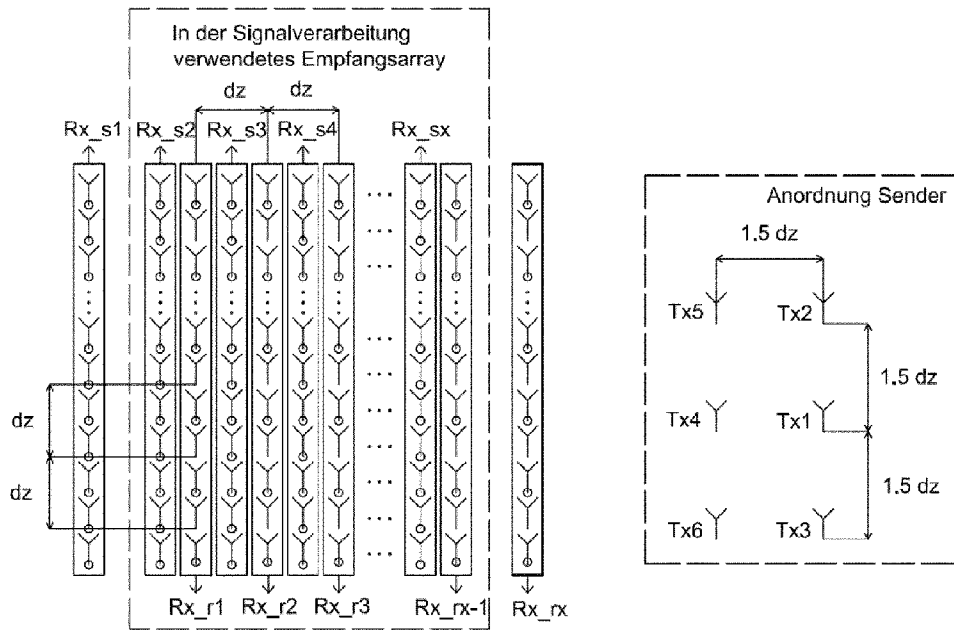 In der Signalverarbeitung
verwendetes Empfangsarray
dz dz
Rx_s1 Rx_s2 Rx_s3 Rx_s4 Rx_sx
Anordnung Sender
1.5 dz
Tx5 Tx2
1.5 dz
dz
Tx4 Tx1
dz
1.5 dz
Tx6 Tx3
Rx_r1 Rx_r2 Rx_r3 Rx_rx-1 Rx_rx